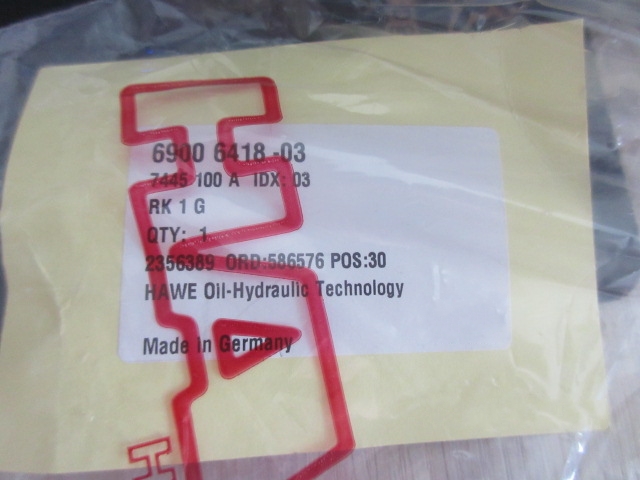 6900 6418 -03
7445 100 A IDX: 03
RK 1 G
QTY: 1
2356389 ORD:586576 POS:30
HAWE Oil-Hydraulic Technology
Made in Germany